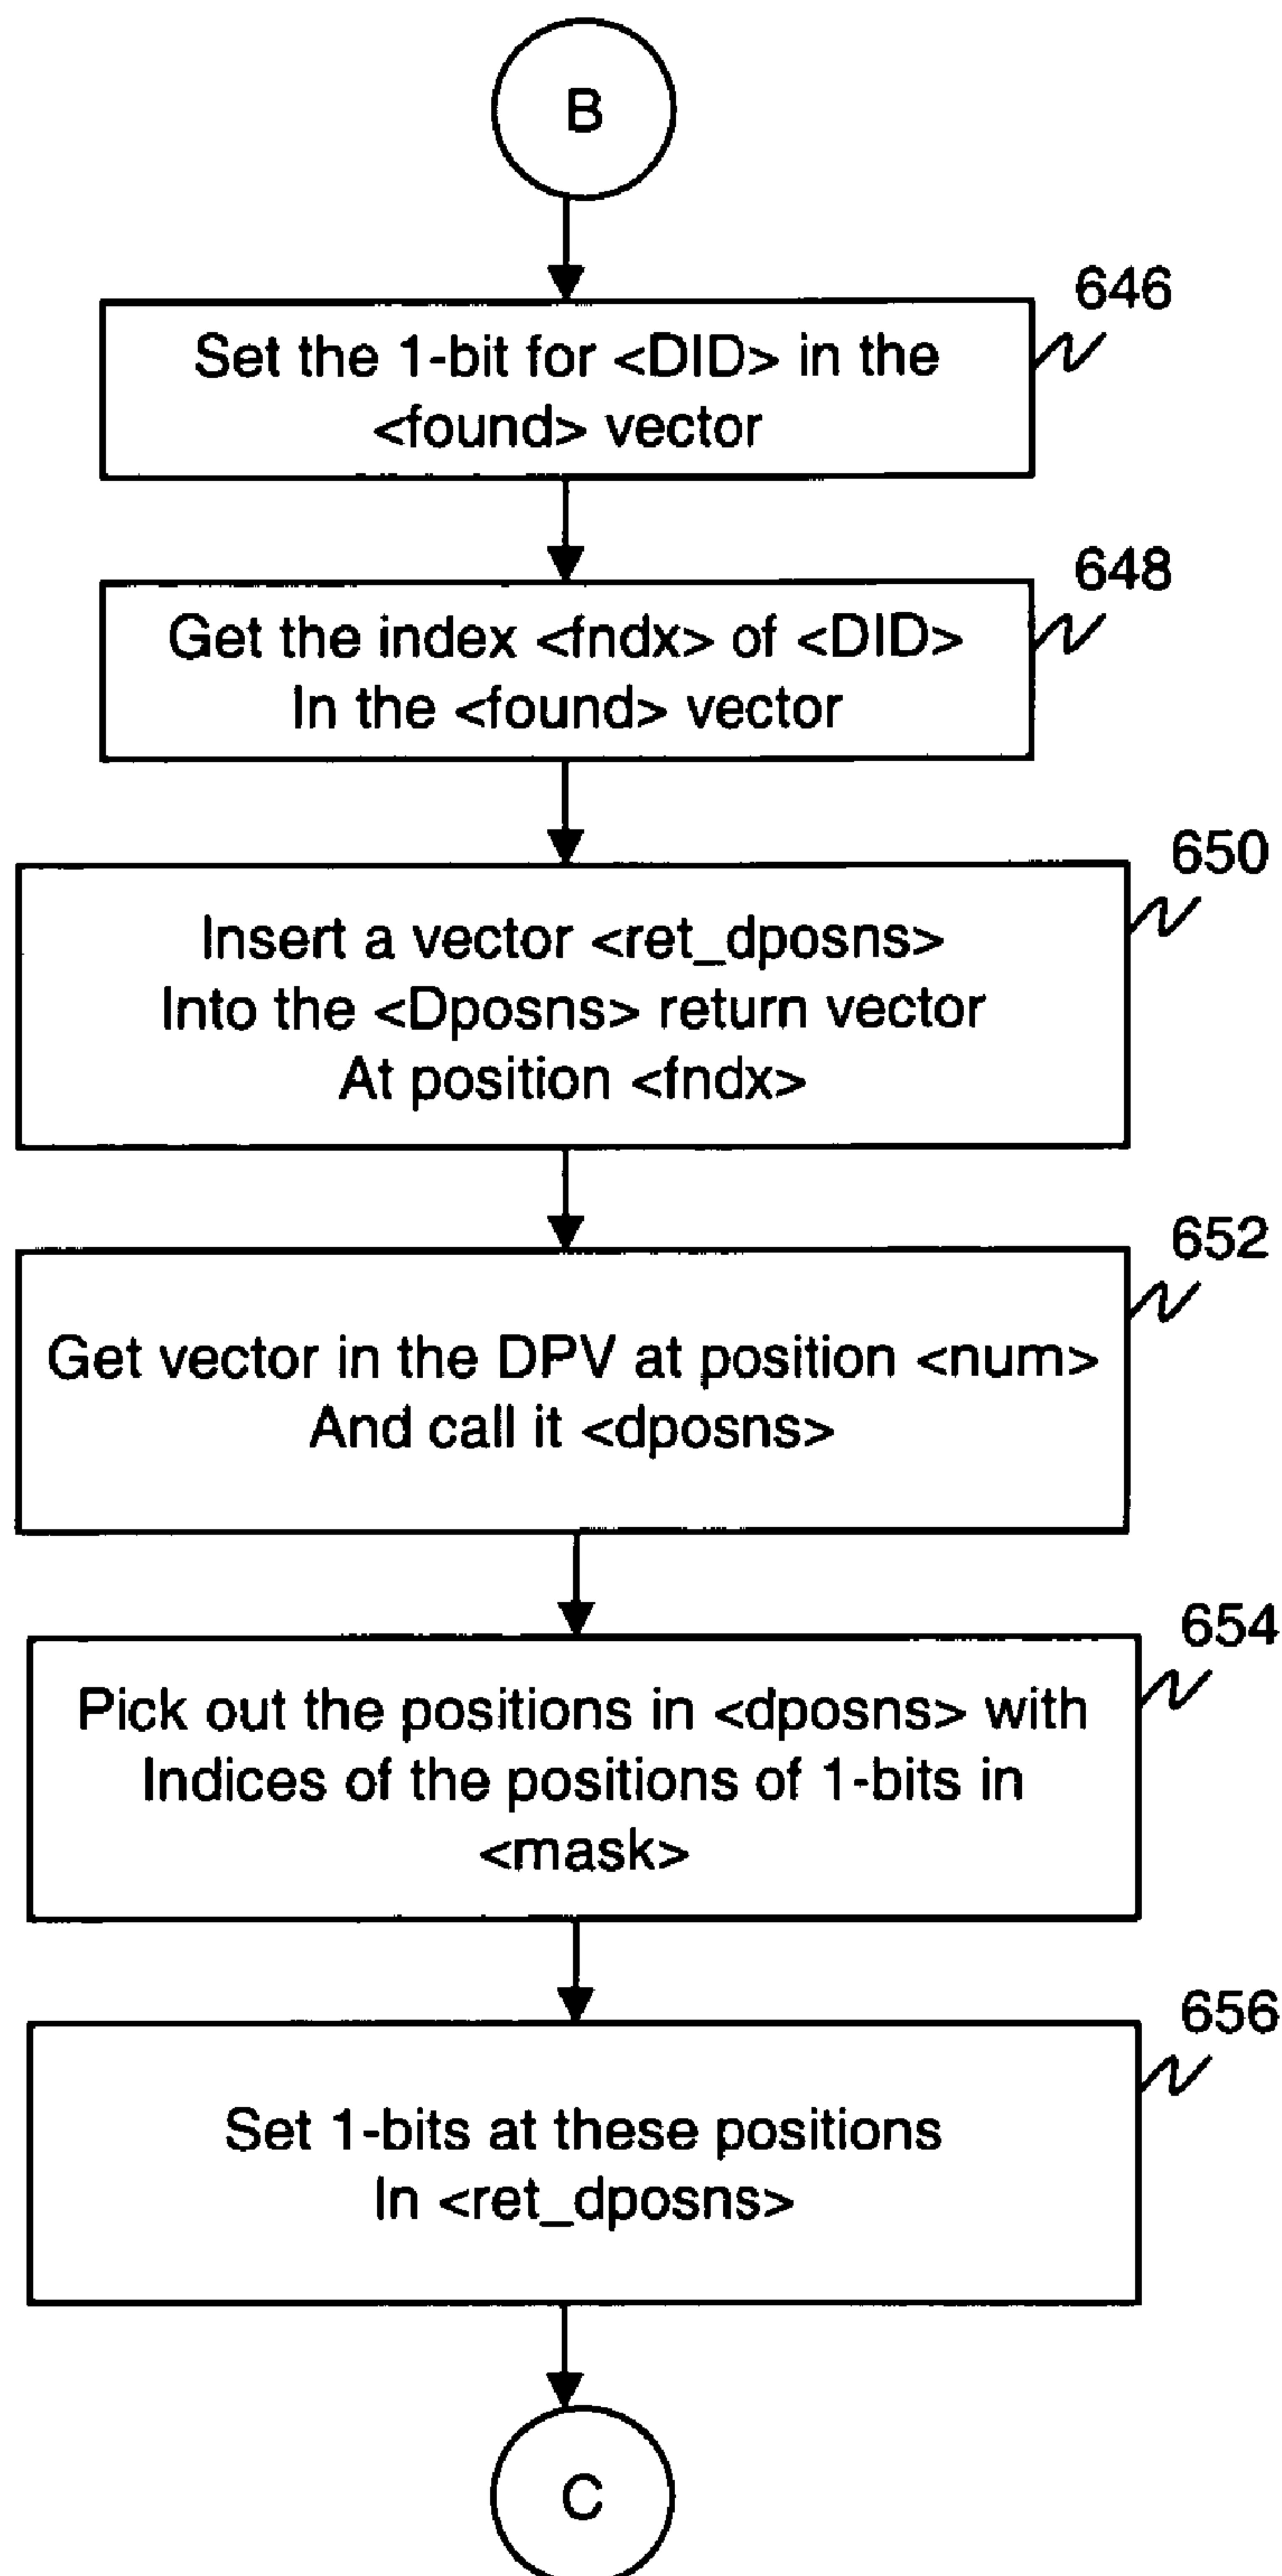 B
646
Set the 1-bit for <DID> in the
<found> vector
648
Get the index <fndx> of <DID>
In the <found> vector
650
Insert a vector <ret_dposns>
Into the <Dposns> return vector
At position <fndx>
652
Get vector in the DPV at position <num>
And call it <dposns>
654
Pick out the positions in <dposns> with
Indices of the positions of 1-bits in
<mask>
656
Set 1-bits at these positions
In <ret_dposns>
C